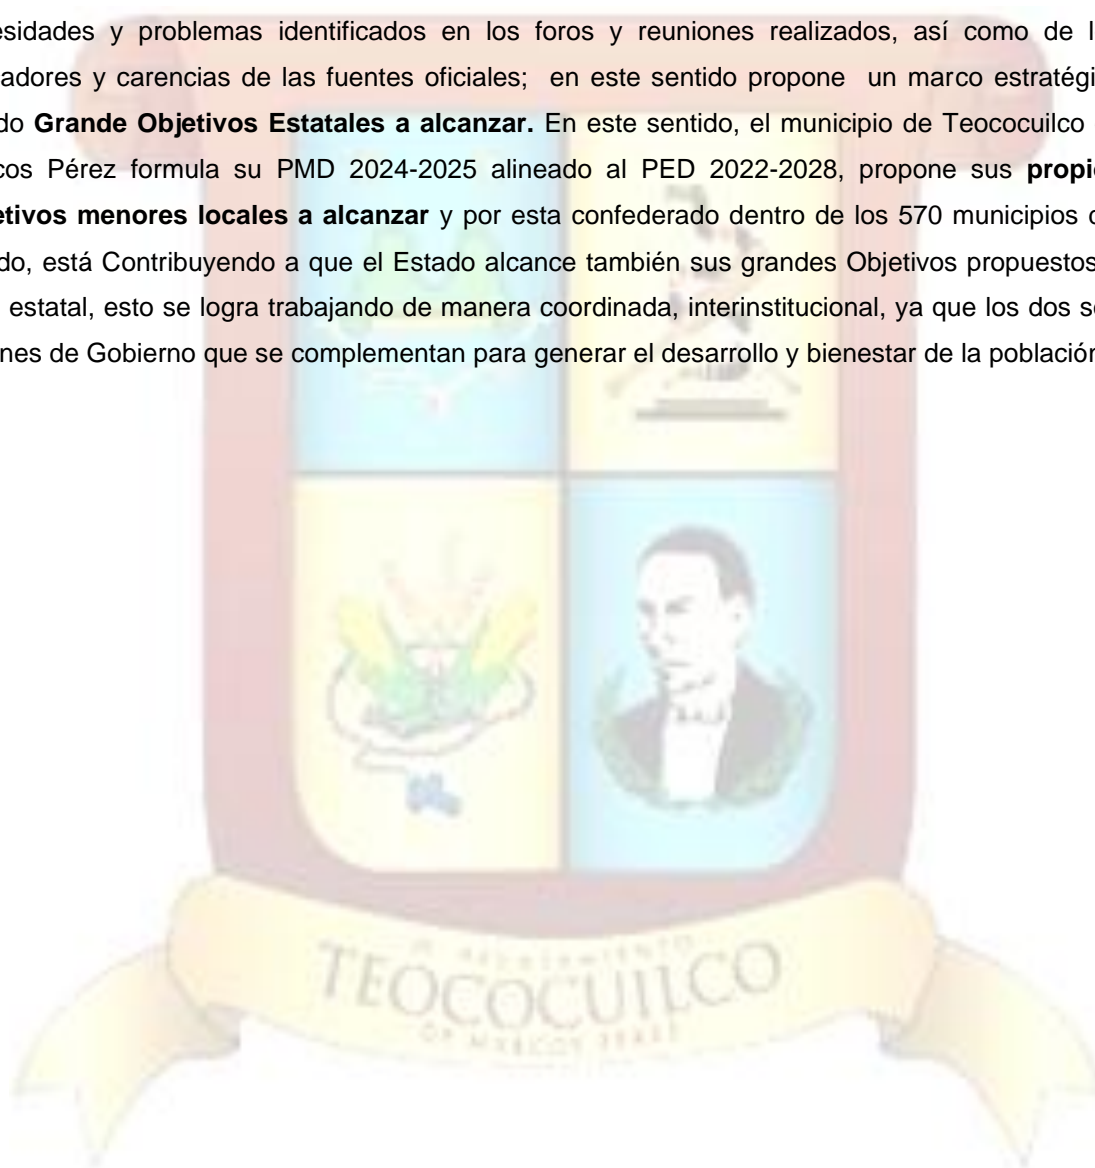 esidades y problemas identificados en los foros y reuniones realizados, así como de l
adores y carencias de las fuentes oficiales; en este sentido propone un marco estratégi
do Grande Objetivos Estatales a alcanzar. En este sentido, el municipio de Teococuilco
cos Pérez formula su PMD 2024-2025 alineado al PED 2022-2028, propone sus propi
etivos menores locales a alcanzar y por esta confederado dentro de los 570 municipios d
do, está Contribuyendo a que el Estado alcance también sus grandes Objetivos propuestos
estatal, esto se logra trabajando de manera coordinada, interinstitucional, ya que los dos s
nes de Gobierno que se complementan para generar el desarrollo y bienestar de la población
H. AYUNTAMIENTO
TEOCOCUILCO
DE MARCOS PÉREZ